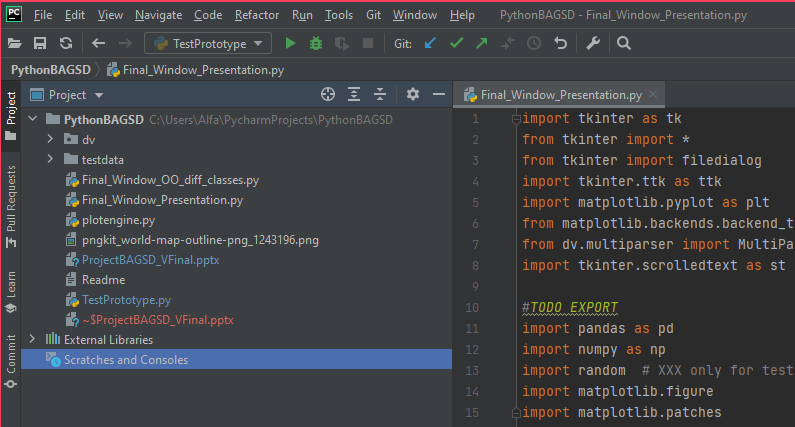 PC File Edit View Navigate Code Refactor Run Tools Git Window Help PythonBAGSD - Final_Window_Presentation.py
TestPrototype Git:
PythonBAGSD Final_Window_Presentation.py
Project
Pull Requests
Learn
Commit
Project
PythonBAGSD C:\Users\Alfa\PycharmProjects\PythonBAGSD
dv
testdata
Final_Window_OO_diff_classes.py
Final_Window_Presentation.py
plotengine.py
pngkit_world-map-outline-png_1243196.png
ProjectBAGSD_VFinal.pptx
Readme
TestPrototype.py
~$ProjectBAGSD_VFinal.pptx
External Libraries
Scratches and Consoles
Final_Window_Presentation.py
1 import tkinter as tk
2 from tkinter import *
3 from tkinter import filedialog
4 import tkinter.ttk as ttk
5 import matplotlib.pyplot as plt
6 from matplotlib.backends.backend_t
7 from dv.multiparser import MultiPa
8 import tkinter.scrolledtext as st
9
10 #TODO EXPORT
11 import pandas as pd
12 import numpy as np
13 import random # XXX only for test
14 import matplotlib.figure
15 import matplotlib.patches